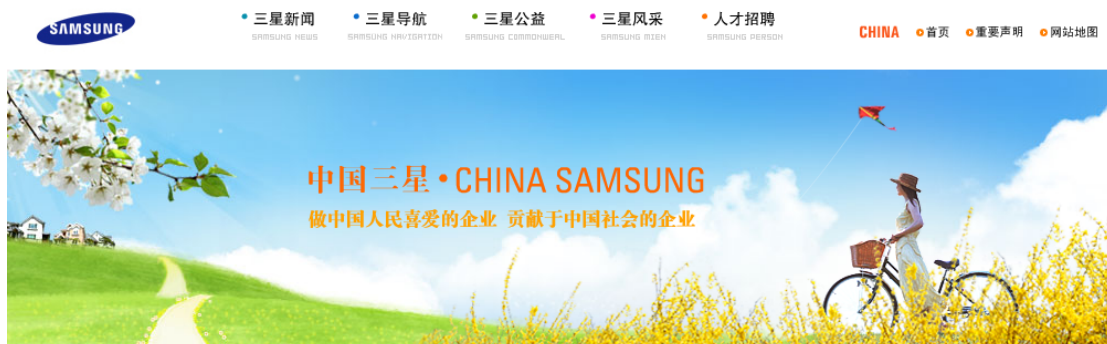 SAMSUNG
三星新闻
SAMSUNG NEWS
三星导航
SAMSUNG NAVIGATION
三星公益
SAMSUNG COMMONWEAL
三星风采
SAMSUNG MIEN
人才招聘
SAMSUNG PERSON
CHINA 首页 重要声明 网站地图
中国三星·CHINA SAMSUNG
做中国人民喜爱的企业 贡献于中国社会的企业